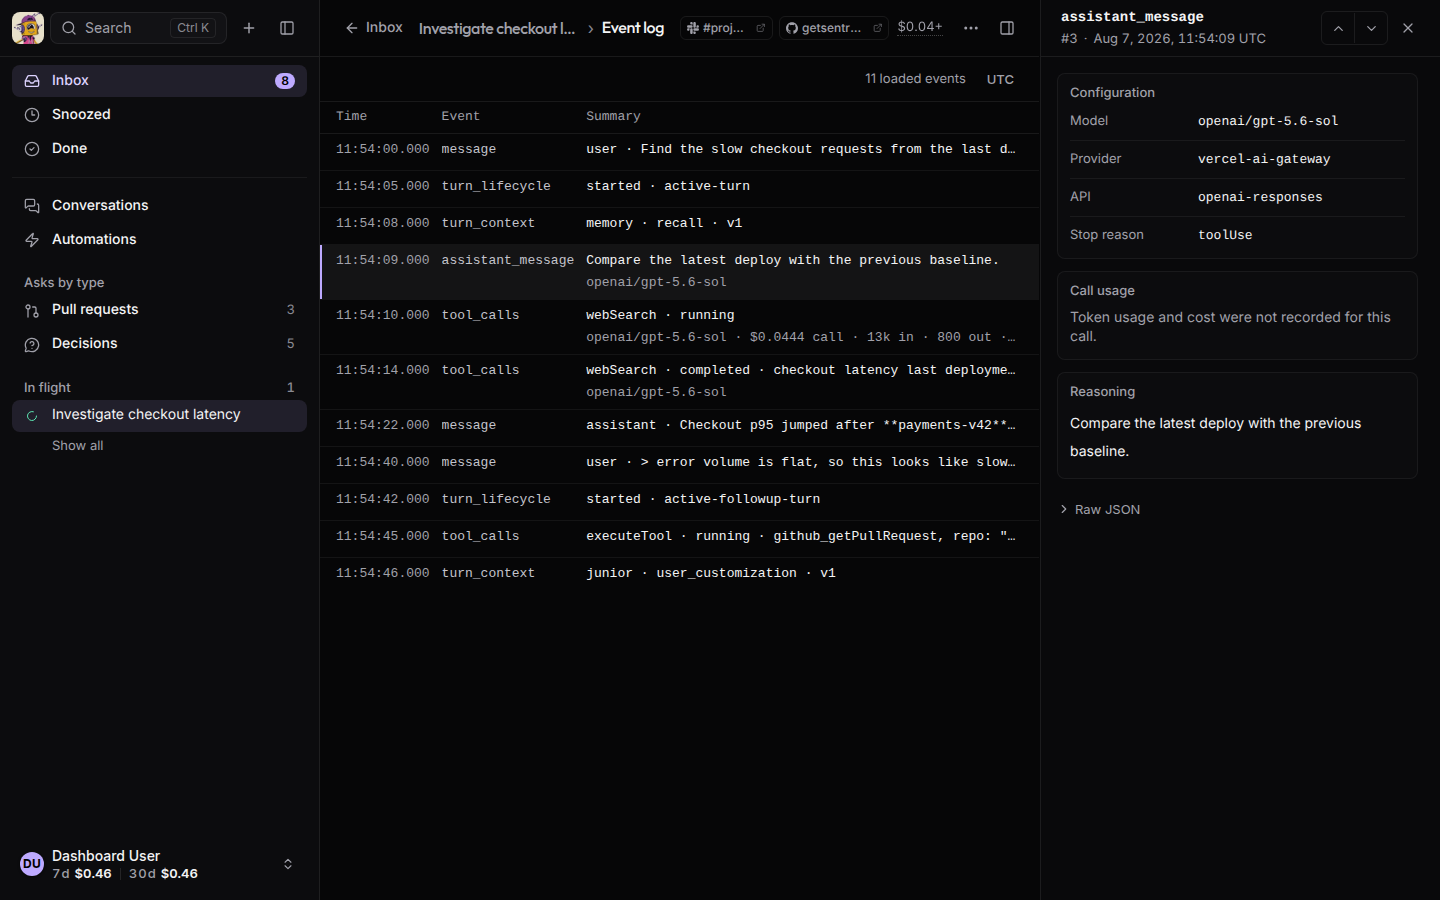 Search
Ctrl K
Inbox
8
Snoozed
Done
Conversations
Automations
Asks by type
Pull requests
3
Decisions
5
In flight
1
Investigate checkout latency
Show all
DU
Dashboard User
7d $0.46 30d $0.46
Inbox
Investigate checkout l...
› Event log
#proj...
getsentr...
$0.04+
11 loaded events
UTC
Time Event Summary
11:54:00.000 message user · Find the slow checkout requests from the last d…
11:54:05.000 turn_lifecycle started · active-turn
11:54:08.000 turn_context memory · recall · v1
11:54:09.000 assistant_message Compare the latest deploy with the previous baseline.
openai/gpt-5.6-sol
11:54:10.000 tool_calls webSearch · running
openai/gpt-5.6-sol · $0.0444 call · 13k in · 800 out ·…
11:54:14.000 tool_calls webSearch · completed · checkout latency last deployme…
openai/gpt-5.6-sol
11:54:22.000 message assistant · Checkout p95 jumped after **payments-v42**…
11:54:40.000 message user · > error volume is flat, so this looks like slow…
11:54:42.000 turn_lifecycle started · active-followup-turn
11:54:45.000 tool_calls executeTool · running · github_getPullRequest, repo: "…
11:54:46.000 turn_context junior · user_customization · v1
assistant_message
#3 · Aug 7, 2026, 11:54:09 UTC
Configuration
Model openai/gpt-5.6-sol
Provider vercel-ai-gateway
API openai-responses
Stop reason toolUse
Call usage
Token usage and cost were not recorded for this
call.
Reasoning
Compare the latest deploy with the previous
baseline.
Raw JSON